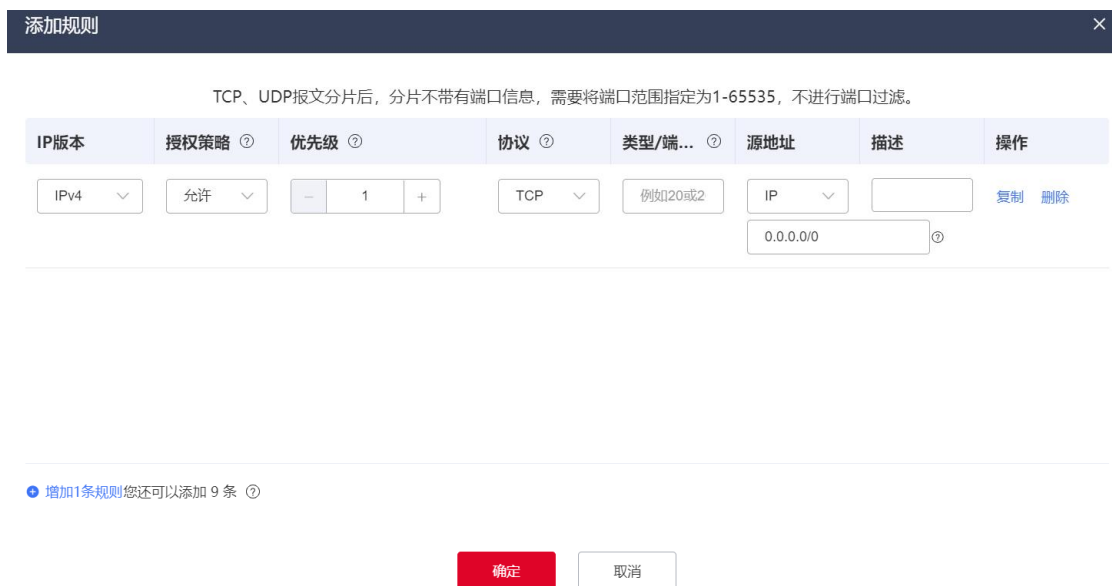 添加规则
TCP、UDP报文分片后，分片不带有端口信息，需要将端口范围指定为1-65535，不进行端口过滤。
IP版本 授权策略 优先级 协议 类型/端... 源地址 描述 操作
IPv4 允许 1 TCP 例如20或2 IP 复制 删除
0.0.0.0/0
增加1条规则您还可以添加 9 条
确定 取消